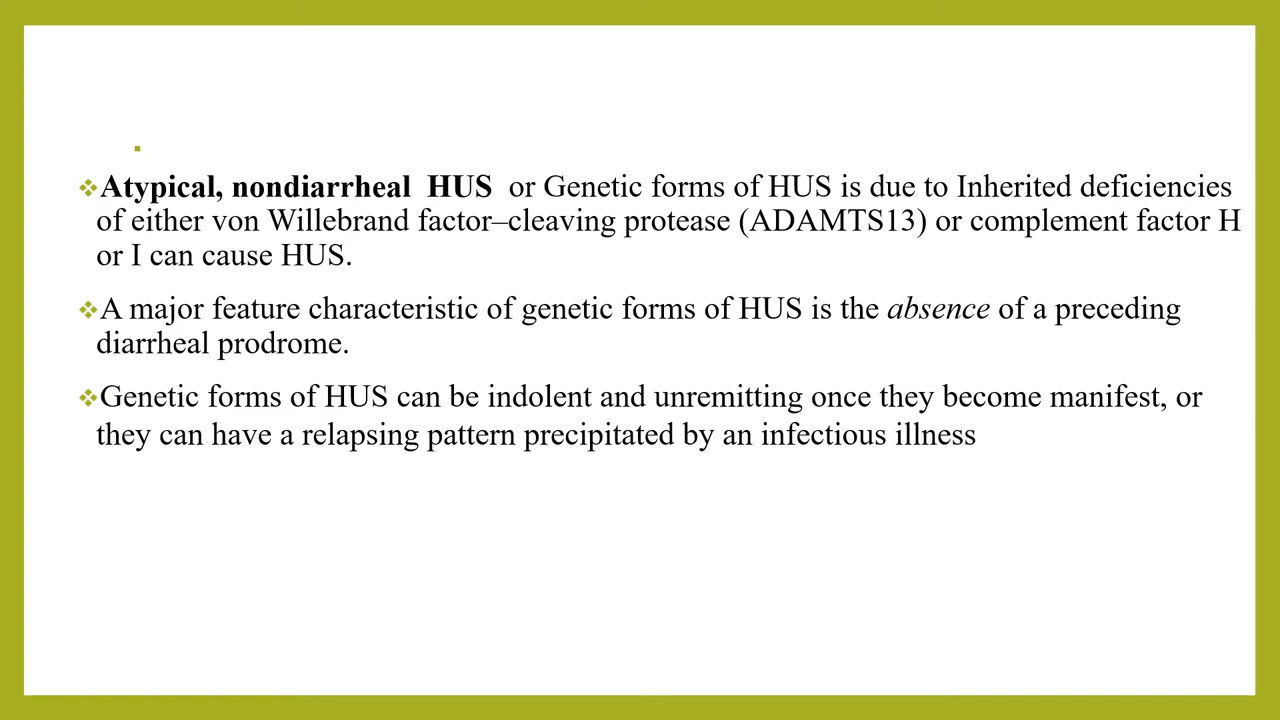 ❖Atypical, nondiarrheal  HUS  or Genetic forms of HUS is due to Inherited deficiencies
of either von Willebrand factor–cleaving protease (ADAMTS13) or complement factor H
or I can cause HUS.
❖A major feature characteristic of genetic forms of HUS is the absence of a preceding
diarrheal prodrome.
❖Genetic forms of HUS can be indolent and unremitting once they become manifest, or
they can have a relapsing pattern precipitated by an infectious illness